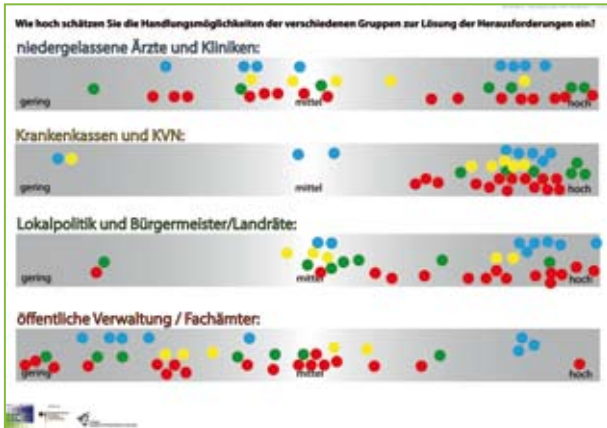 Wie hoch schätzen Sie die Handlungsmöglichkeiten der verschiedenen Gruppen zur Lösung der Herausforderungen ein?
niedergelassene Ärzte und Kliniken:
gering mittel hoch
Krankenkassen und KVN:
gering mittel hoch
Lokalpolitik und Bürgermeister/Landräte:
gering mittel hoch
öffentliche Verwaltung / Fachämter:
gering mittel hoch